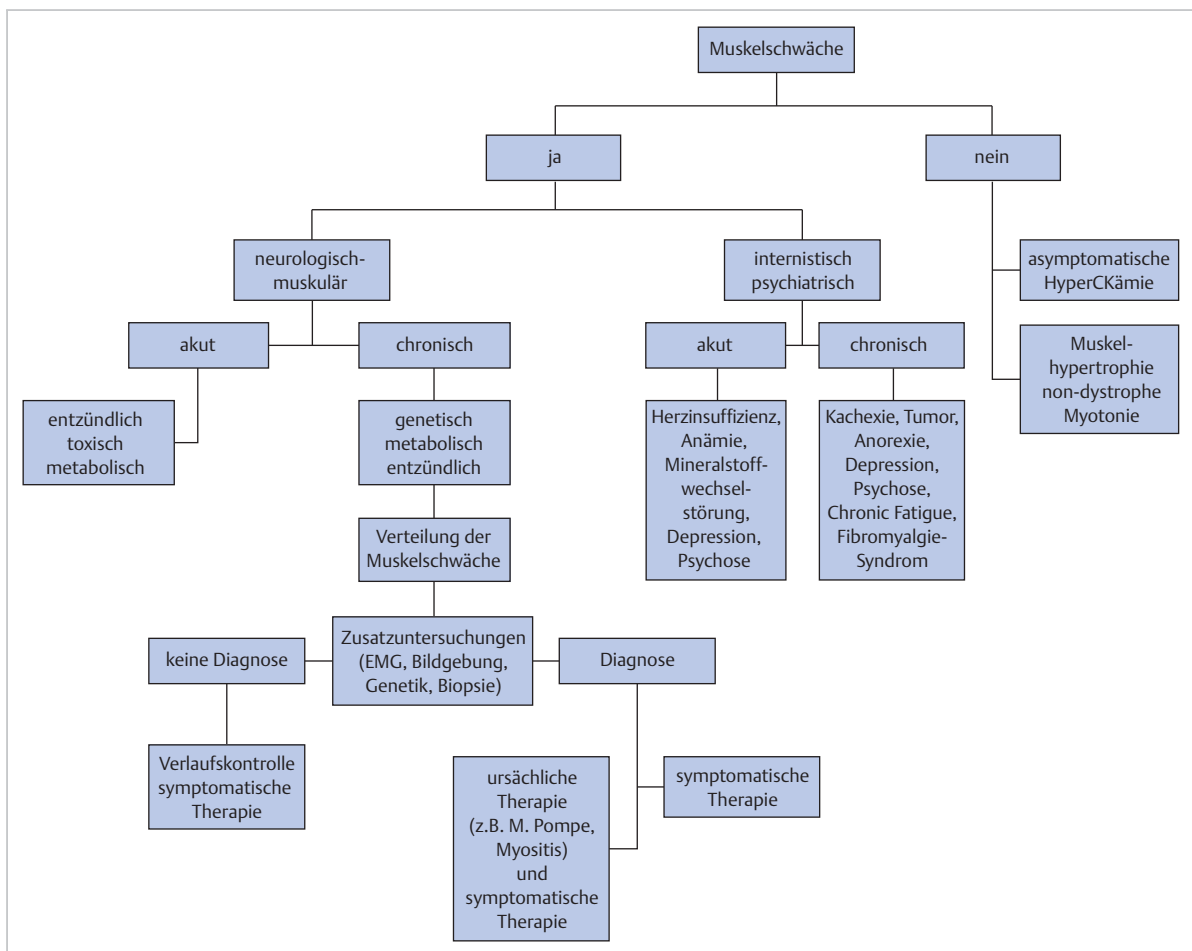 Muskelschwäche
ja
nein
neurologisch-
muskulär
internistisch
psychiatrisch
asymptomatische
HyperCKämie
akut
chronisch
akut
chronisch
Muskel-
hypertrophie
non-dystrophe
Myotonie
entzündlich
toxisch
metabolisch
genetisch
metabolisch
entzündlich
Herzinsuffizienz,
Anämie,
Mineralstoff-
wechsel-
störung,
Depression,
Psychose
Kachexie, Tumor,
Anorexie,
Depression,
Psychose,
Chronic Fatigue,
Fibromyalgie-
Syndrom
Verteilung der
Muskelschwäche
keine Diagnose
Zusatzuntersuchungen
(EMG, Bildgebung,
Genetik, Biopsie)
Diagnose
Verlaufskontrolle
symptomatische
Therapie
ursächliche
Therapie
(z.B. M. Pompe,
Myositis)
und
symptomatische
Therapie
symptomatische
Therapie